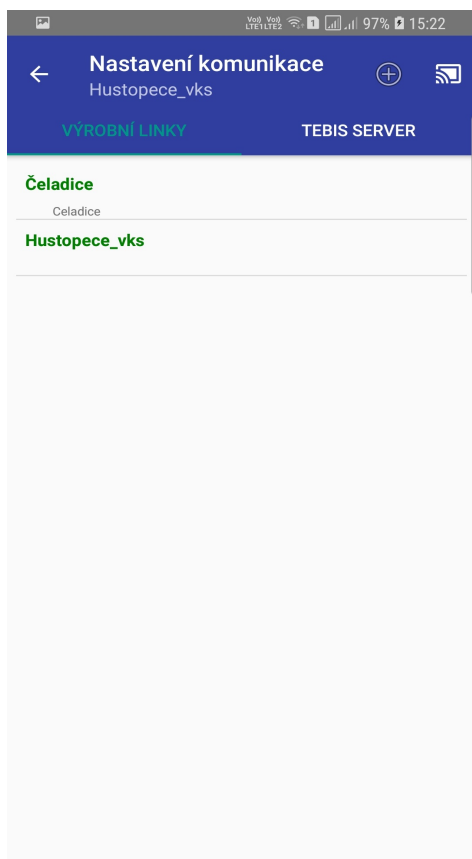 Vo)) Vo)) 1 97% 15:22
LTE1 LTE2
Nastavení komunikace
Hustopece_vks
VÝROBNÍ LINKY TEBIS SERVER
Čeladice
Celadice
Hustopece_vks